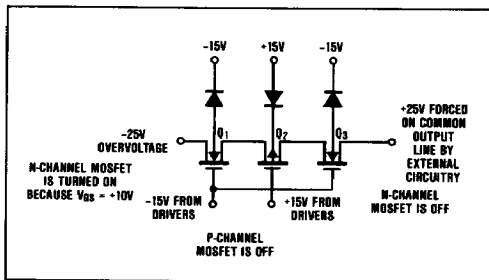 -15V
+15V
-15V
Q1
Q2
Q3
-25V
OVERVOLTAGE
+25V FORCED
ON COMMON
OUTPUT
LINE BY
EXTERNAL
CIRCUITRY
N-CHANNEL MOSFET
IS TURNED ON
BECAUSE VGS = +10V
-15V FROM
DRIVERS
+15V FROM
DRIVERS
N-CHANNEL
MOSFET IS OFF
P-CHANNEL
MOSFET IS OFF